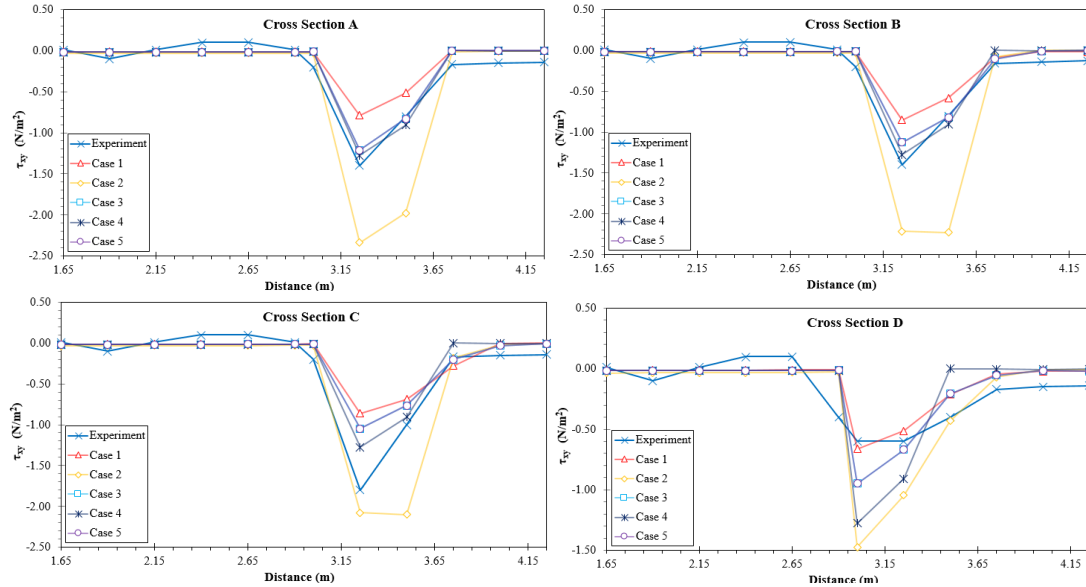 Cross Section A
0.50
0.00
-0.50
-1.00
-1.50
-2.00
-2.50
τxy (N/m²)
Experiment
Case 1
Case 2
Case 3
Case 4
Case 5
1.65 2.15 2.65 3.15 3.65 4.15
Distance (m)
Cross Section B
0.50
0.00
-0.50
-1.00
-1.50
-2.00
-2.50
τxy (N/m²)
Experiment
Case 1
Case 2
Case 3
Case 4
Case 5
1.65 2.15 2.65 3.15 3.65 4.15
Distance (m)
Cross Section C
0.50
0.00
-0.50
-1.00
-1.50
-2.00
-2.50
τxy (N/m²)
Experiment
Case 1
Case 2
Case 3
Case 4
Case 5
1.65 2.15 2.65 3.15 3.65 4.15
Distance (m)
Cross Section D
0.50
0.00
-0.50
-1.00
-1.50
τxy (N/m²)
Experiment
Case 1
Case 2
Case 3
Case 4
Case 5
1.65 2.15 2.65 3.15 3.65 4.15
Distance (m)